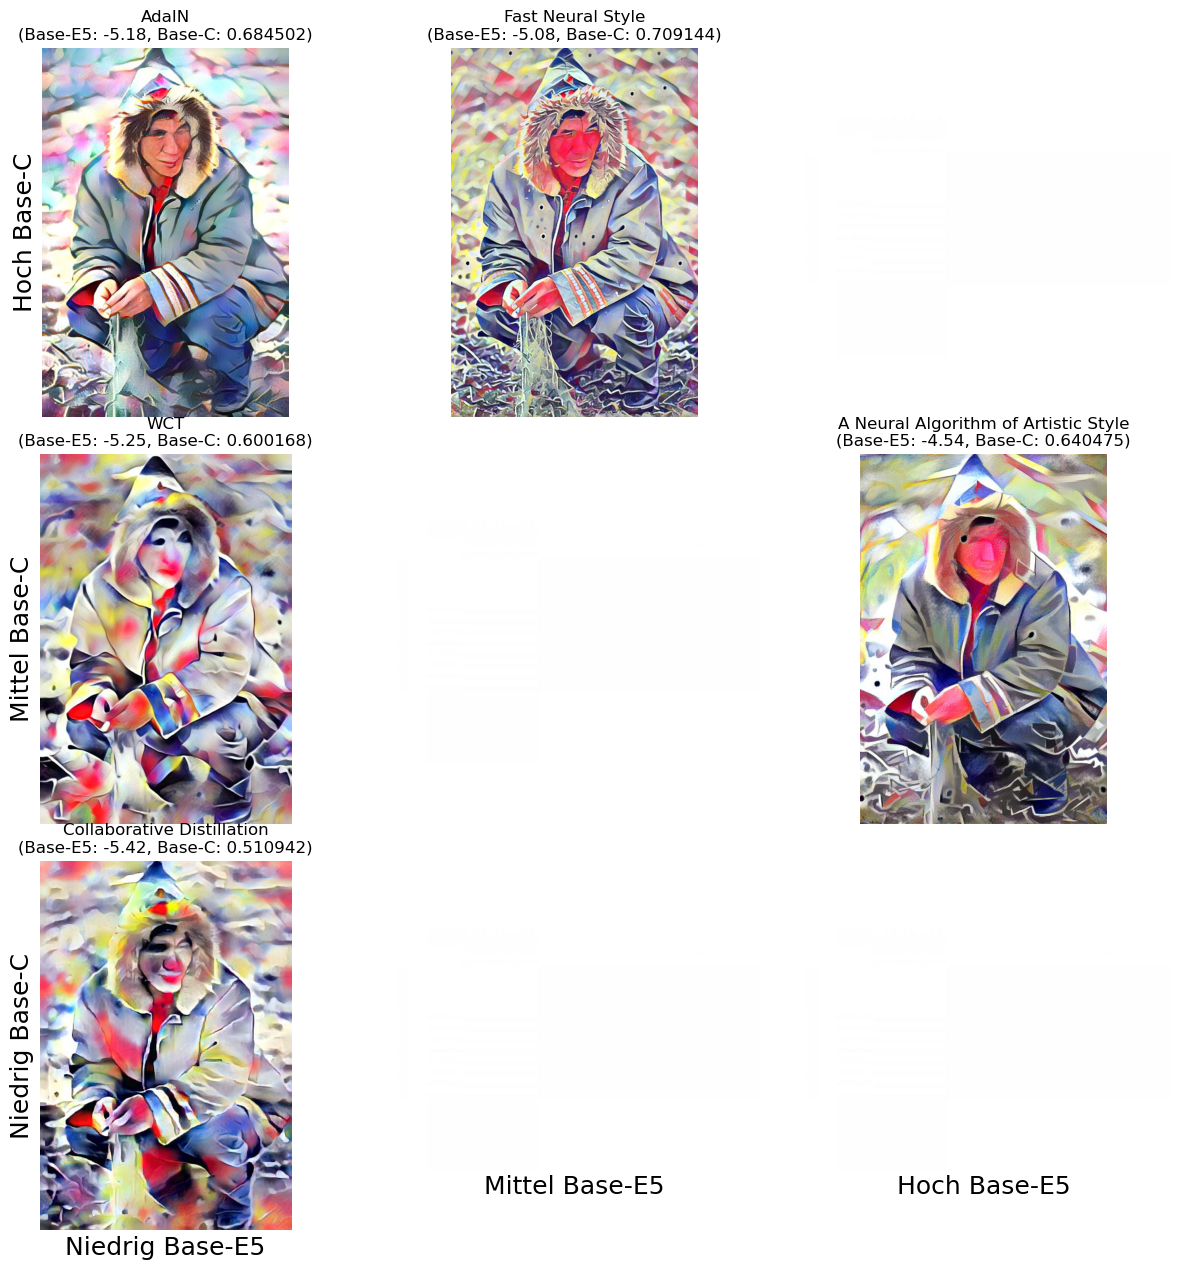 AdaIN
(Base-E5: -5.18, Base-C: 0.684502)
Fast Neural Style
(Base-E5: -5.08, Base-C: 0.709144)
Hoch Base-C
WCT
(Base-E5: -5.25, Base-C: 0.600168)
A Neural Algorithm of Artistic Style
(Base-E5: -4.54, Base-C: 0.640475)
Mittel Base-C
Collaborative Distillation
(Base-E5: -5.42, Base-C: 0.510942)
Niedrig Base-C
Niedrig Base-E5
Mittel Base-E5
Hoch Base-E5